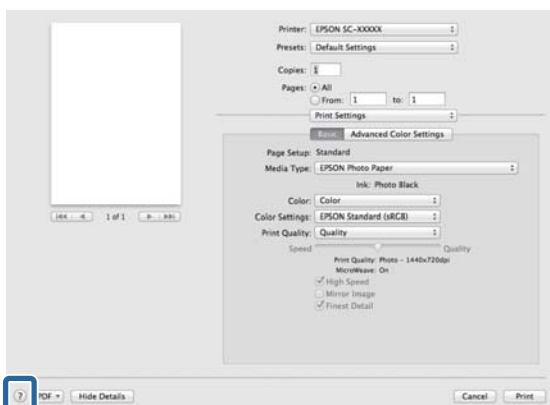 Printer: EPSON SC-XXXXX
Presets: Default Settings
Copies: 1
Pages: All
From: 1 to: 1
Print Settings
Basic Advanced Color Settings
Page Setup: Standard
Media Type: EPSON Photo Paper
Ink: Photo Black
Color: Color
1 of 1
Color Settings: EPSON Standard (sRGB)
Print Quality: Quality
Speed Quality
Print Quality: Photo - 1440x720dpi
MicroWeave: On
High Speed
Mirror Image
Finest Detail
? PDF Hide Details Cancel Print